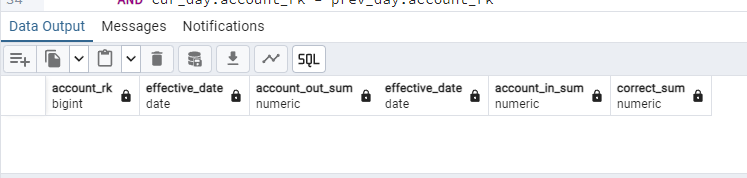 34 AND cur_day.account_rk = prev_day.account_rk
Data Output Messages Notifications
SQL
account_rk effective_date account_out_sum effective_date account_in_sum correct_sum
bigint date numeric date numeric numeric